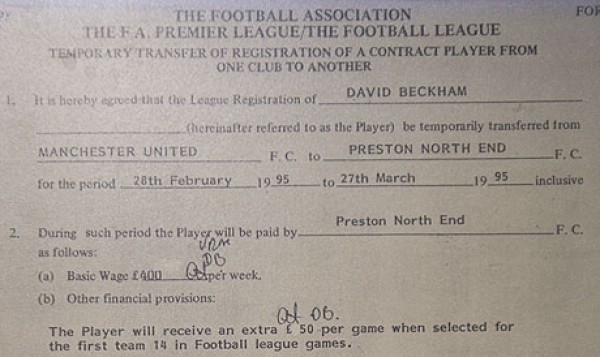 THE FOOTBALL ASSOCIATION
FOR
THE F.A. PREMIER LEAGUE/THE FOOTBALL LEAGUE
TEMPORARY TRANSFER OF REGISTRATION OF A CONTRACT PLAYER FROM
ONE CLUB TO ANOTHER
1. It is hereby agreed that the League Registration of DAVID BECKHAM
(hereinafter referred to as the Player) be temporarily transferred from
MANCHESTER UNITED F.C. to PRESTON NORTH END F.C.
for the period 28th February 19 95 to 27th March 19 95 inclusive
2. During such period the Player will be paid by Preston North End F.C.
as follows:
DB
(a) Basic Wage £400 per week.
(b) Other financial provisions:
DB.
The Player will receive an extra £ 50 per game when selected for
the first team 14 in Football league games.